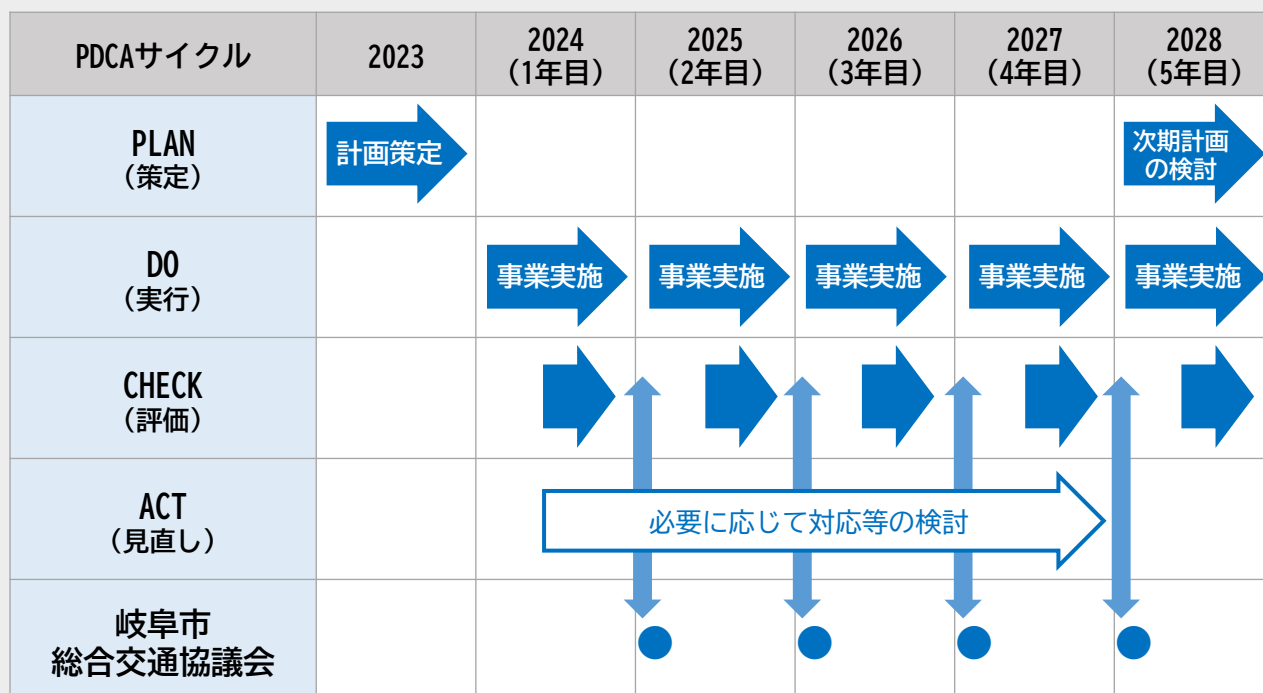 PDCAサイクル
2023
2024
(1年目)
2025
(2年目)
2026
(3年目)
2027
(4年目)
2028
(5年目)
PLAN
(策定)
計画策定
次期計画
の検討
DO
(実行)
事業実施
事業実施
事業実施
事業実施
事業実施
CHECK
(評価)
ACT
(見直し)
必要に応じて対応等の検討
岐阜市
総合交通協議会